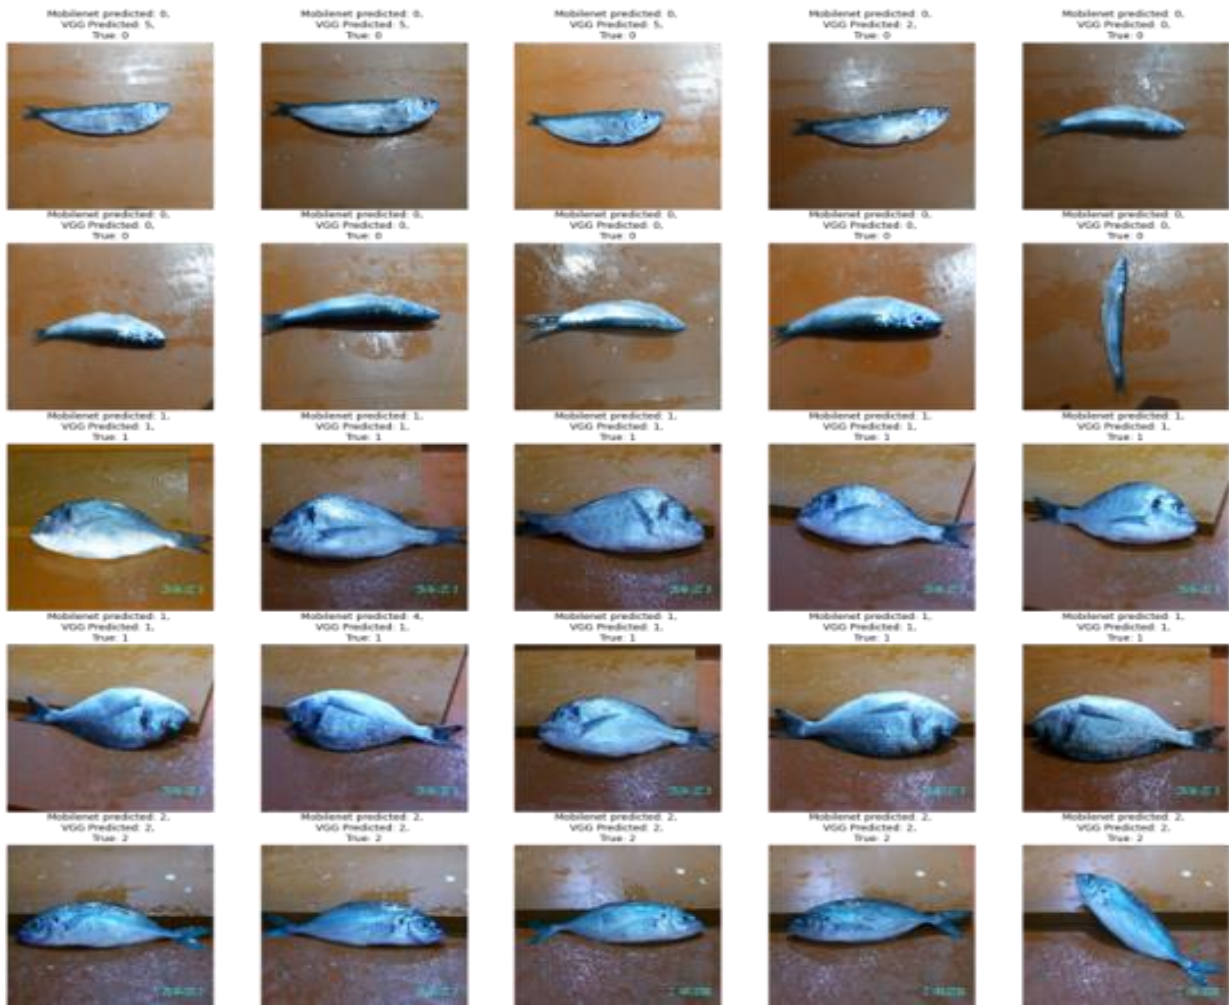 Mobilenet predicted: 0,
VGG Predicted: 5,
True: 0
Mobilenet predicted: 0,
VGG Predicted: 5,
True: 0
Mobilenet predicted: 0,
VGG Predicted: 5,
True: 0
Mobilenet predicted: 0,
VGG Predicted: 2,
True: 0
Mobilenet predicted: 0,
VGG Predicted: 0,
True: 0
Mobilenet predicted: 0,
VGG Predicted: 0,
True: 0
Mobilenet predicted: 0,
VGG Predicted: 0,
True: 0
Mobilenet predicted: 0,
VGG Predicted: 0,
True: 0
Mobilenet predicted: 0,
VGG Predicted: 0,
True: 0
Mobilenet predicted: 0,
VGG Predicted: 0,
True: 0
Mobilenet predicted: 1,
VGG Predicted: 1,
True: 1
Mobilenet predicted: 1,
VGG Predicted: 1,
True: 1
Mobilenet predicted: 1,
VGG Predicted: 1,
True: 1
Mobilenet predicted: 1,
VGG Predicted: 1,
True: 1
Mobilenet predicted: 1,
VGG Predicted: 1,
True: 1
Mobilenet predicted: 1,
VGG Predicted: 1,
True: 1
Mobilenet predicted: 4,
VGG Predicted: 1,
True: 1
Mobilenet predicted: 1,
VGG Predicted: 1,
True: 1
Mobilenet predicted: 1,
VGG Predicted: 1,
True: 1
Mobilenet predicted: 1,
VGG Predicted: 1,
True: 1
Mobilenet predicted: 2,
VGG Predicted: 2,
True: 2
Mobilenet predicted: 2,
VGG Predicted: 2,
True: 2
Mobilenet predicted: 2,
VGG Predicted: 2,
True: 2
Mobilenet predicted: 2,
VGG Predicted: 2,
True: 2
Mobilenet predicted: 2,
VGG Predicted: 2,
True: 2